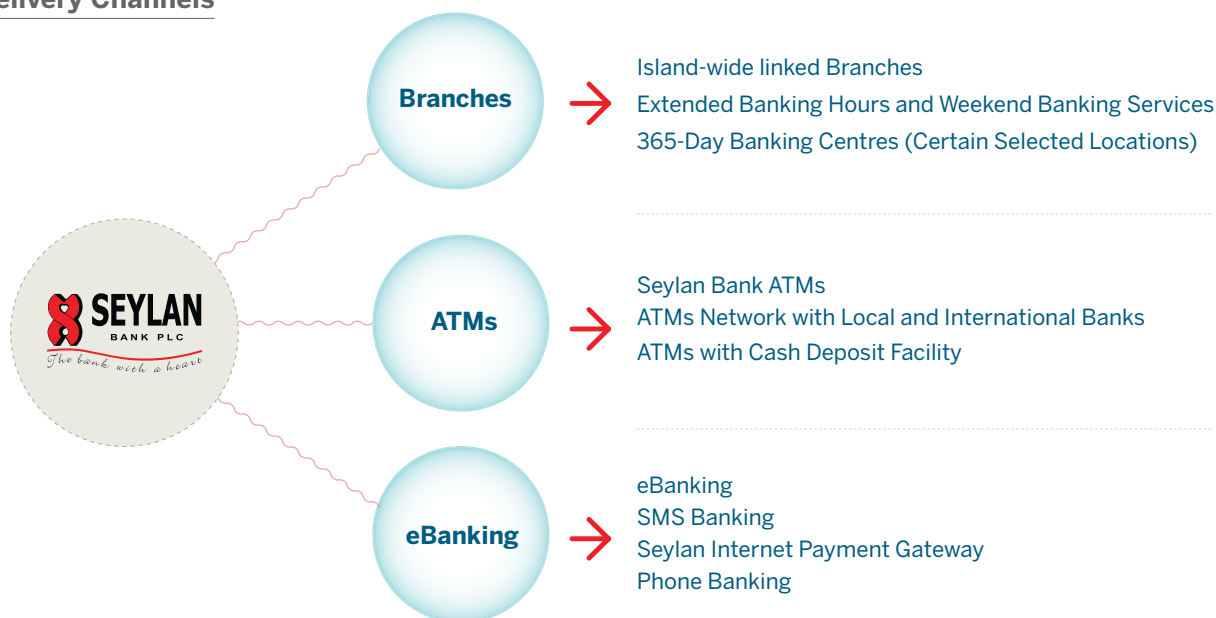 elivery Channels
Branches
Island-wide linked Branches
Extended Banking Hours and Weekend Banking Services
365-Day Banking Centres (Certain Selected Locations)
SEYLAN
BANK PLC
The bank with a heart
ATMs
Seylan Bank ATMs
ATMs Network with Local and International Banks
ATMs with Cash Deposit Facility
eBanking
eBanking
SMS Banking
Seylan Internet Payment Gateway
Phone Banking